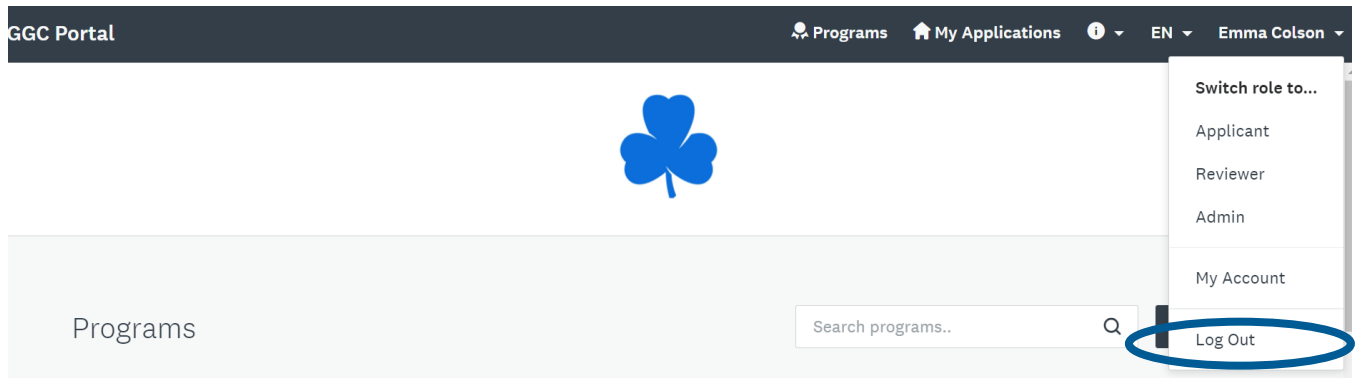 GGC Portal
Programs
My Applications
EN
Emma Colson
Switch role to...
Applicant
Reviewer
Admin
My Account
Log Out
Programs
Search programs..